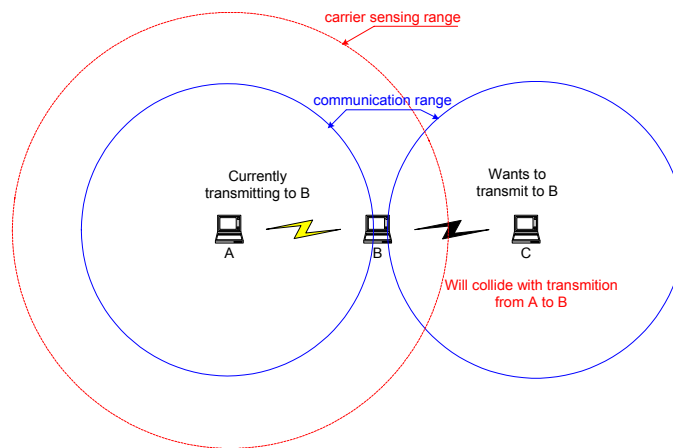 carrier sensing range
communication range
Currently
transmitting to B
Wants to
transmit to B
A
B
C
Will collide with transmition
from A to B